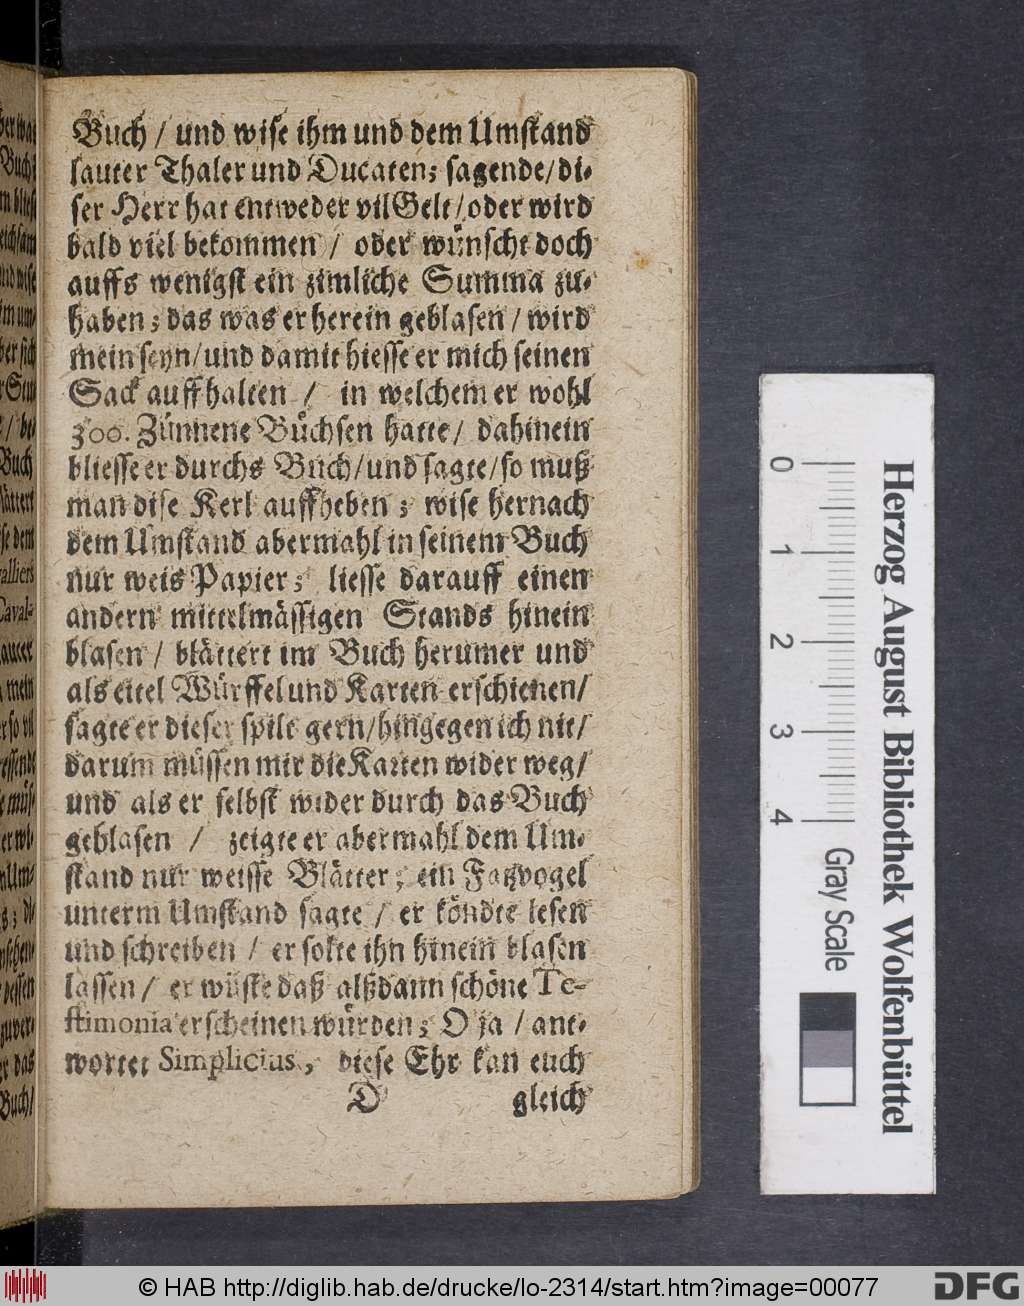 Buch / und wise ihm und dem Umstand
lauter Thaler und Ducaten; sagende/di-
ser Herr hat entweder vil Gelt/oder wird
bald viel bekommen / oder wünscht doch
auffs wenigst ein zimliche Summa zu-
haben; das was er herein geblasen / wird
mein seyn/und damit hiesse er mich seinen
Sack auffhalten / in welchem er wohl
300. Zünnene Büchsen hatte/ dahinein
bliesse er durchs Buch/und sagte/so muß
man dise Kerl auffheben; wise hernach
dem Umstand abermahl in seinem Buch
nur weis Papier; liesse darauff einen
andern mittelmässigen Stands hinein
blasen / blättert im Buch herumer und
als eitel Würffel und Karten erschienen/
sagte er dieser spilt gern/hingegen ich nit/
darum müssen mir die Karten wider weg/
und als er selbst wider durch das Buch
geblasen / zeigte er abermahl dem Um-
stand nur weisse Blätter; ein Fatzvogel
unterm Umstand sagte / er köndte lesen
und schreiben / er solte ihn hinein blasen
lassen / er wüste daß alßdann schöne Te-
stimonia erscheinen würden; O ja / ant-
wortet Simplicius, diese Ehr kan euch
D gleich
Herzog August Bibliothek Wolfenbüttel
0 1 2 3 4 Gray Scale
© HAB http://diglib.hab.de/drucke/lo-2314/start.htm?image=00077
DFG